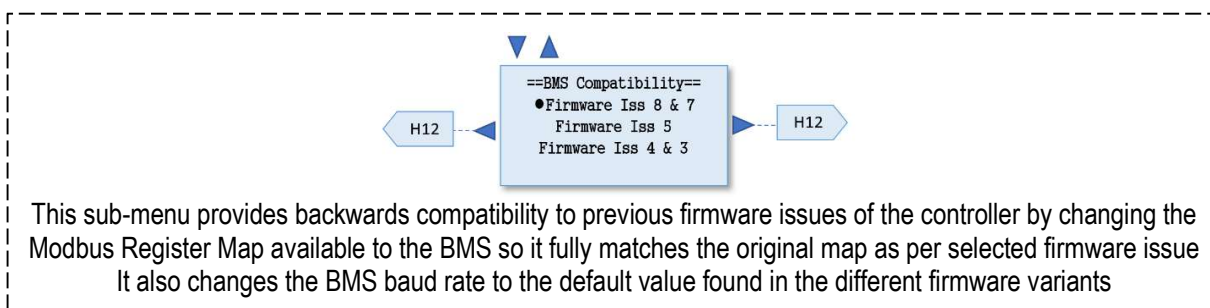 ==BMS Compatibility==
●Firmware Iss 8 & 7
Firmware Iss 5
Firmware Iss 4 & 3
H12
H12
This sub-menu provides backwards compatibility to previous firmware issues of the controller by changing the
Modbus Register Map available to the BMS so it fully matches the original map as per selected firmware issue
It also changes the BMS baud rate to the default value found in the different firmware variants